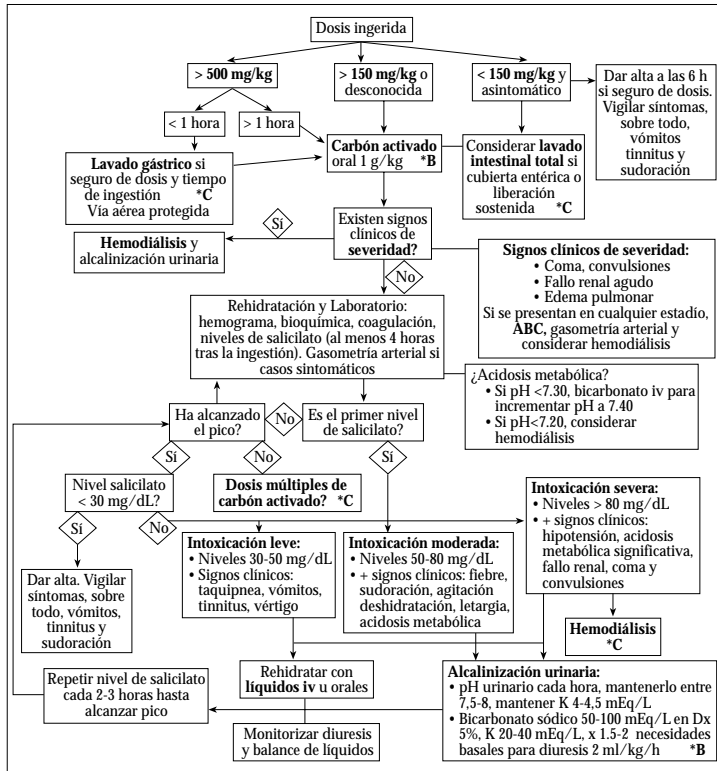 Dosis ingerida
> 500 mg/kg
> 150 mg/kg o
desconocida
< 150 mg/kg y
asintomático
Dar alta a las 6 h
si seguro de dosis.
Vigilar síntomas,
sobre todo,
vómitos
tinnitus y
sudoración
< 1 hora
> 1 hora
Lavado gástrico si
seguro de dosis y tiempo
de ingestión *C
Vía aérea protegida
Carbón activado
oral 1 g/kg *B
Considerar lavado
intestinal total si
cubierta entérica o
liberación
sostenida *C
Existen signos
clínicos de
severidad?
Sí
Hemodiálisis y
alcalinización urinaria
No
Signos clínicos de severidad:
• Coma, convulsiones
• Fallo renal agudo
• Edema pulmonar
Si se presentan en cualquier estadío,
ABC, gasometría arterial y
considerar hemodiálisis
Rehidratación y Laboratorio:
hemograma, bioquímica, coagulación,
niveles de salicilato (al menos 4 horas
tras la ingestión). Gasometría arterial si
casos sintomáticos
¿Acidosis metabólica?
• Si pH <7.30, bicarbonato iv para
incrementar pH a 7.40
• Si pH<7.20, considerar
hemodiálisis
Ha alcanzado
el pico?
No
Es el primer nivel
de salicilato?
Sí
No
Sí
Nivel salicilato
< 30 mg/dL?
Dosis múltiples de
carbón activado? *C
Sí
No
Intoxicación severa:
• Niveles > 80 mg/dL
• + signos clínicos:
hipotensión, acidosis
metabólica significativa,
fallo renal, coma y
convulsiones
Intoxicación leve:
• Niveles 30-50 mg/dL
• Signos clínicos:
taquipnea, vómitos,
tinnitus, vértigo
Intoxicación moderada:
• Niveles 50-80 mg/dL
• + signos clínicos: fiebre,
sudoración, agitación
deshidratación, letargia,
acidosis metabólica
Dar alta. Vigilar
síntomas, sobre
todo, vómitos,
tinnitus y
sudoración
Hemodiálisis
*C
Repetir nivel de salicilato
cada 2-3 horas hasta
alcanzar pico
Rehidratar con
líquidos iv u orales
Monitorizar diuresis
y balance de líquidos
Alcalinización urinaria:
• pH urinario cada hora, mantenerlo entre
7,5-8, mantener K 4-4,5 mEq/L
• Bicarbonato sódico 50-100 mEq/L en Dx
5%, K 20-40 mEq/L, x 1.5-2 necesidades
basales para diuresis 2 ml/kg/h *B